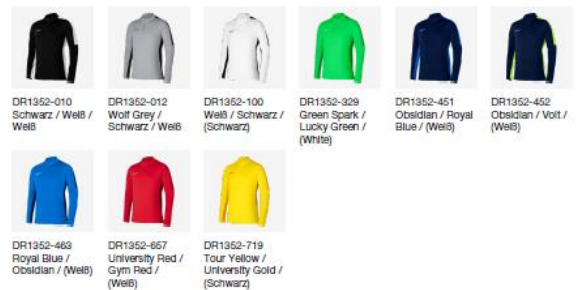 DR1352-010
Schwarz / Weiß /
Weiß
DR1352-012
Wolf Grey /
Schwarz / Weiß
DR1352-100
Weiß / Schwarz /
(Schwarz)
DR1352-329
Green Spark /
Lucky Green /
(White)
DR1352-451
Obsidian / Royal
Blue / (Weiß)
DR1352-452
Obsidian / Volt /
(Weiß)
DR1352-463
Royal Blue /
Obsidian / (Weiß)
DR1352-657
University Red /
Gym Red /
(Weiß)
DR1352-719
Tour Yellow /
University Gold /
(Schwarz)